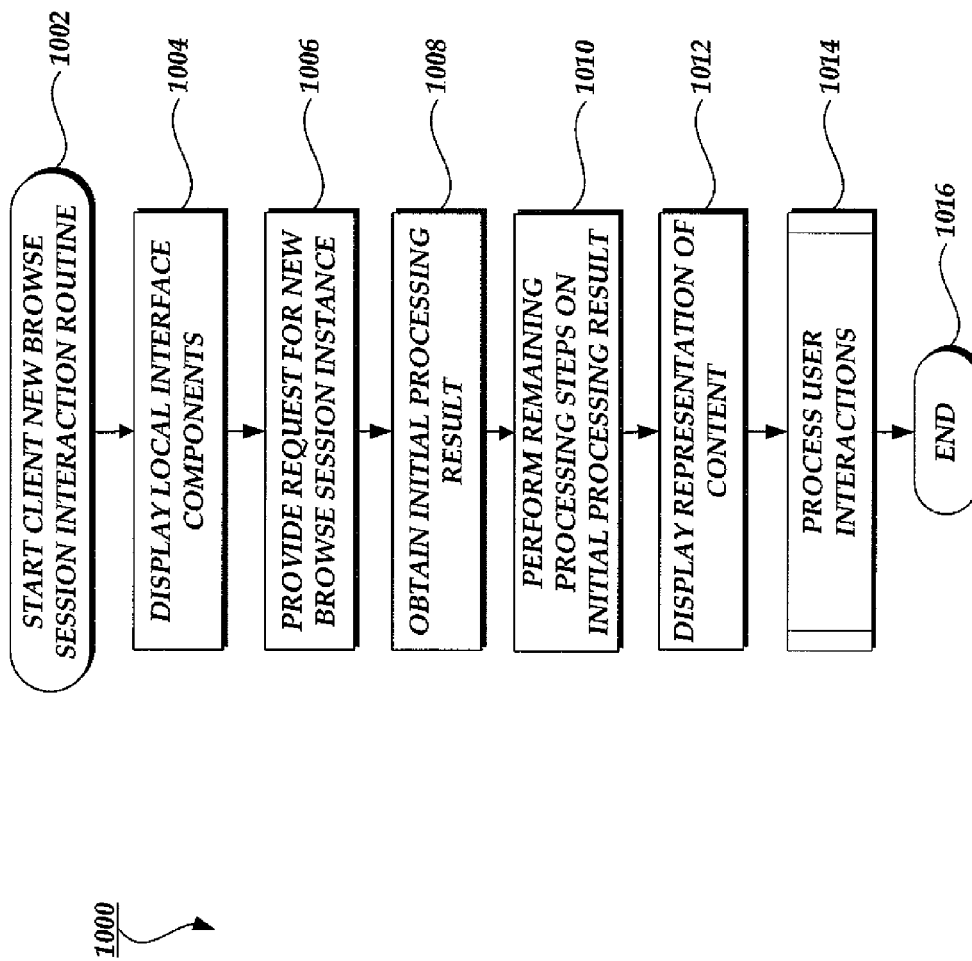 1000
START CLIENT NEW BROWSE
SESSION INTERACTION ROUTINE
1002
DISPLAY LOCAL INTERFACE
COMPONENTS
1004
PROVIDE REQUEST FOR NEW
BROWSE SESSION INSTANCE
1006
OBTAIN INITIAL PROCESSING
RESULT
1008
PERFORM REMAINING
PROCESSING STEPS ON
INITIAL PROCESSING RESULT
1010
DISPLAY REPRESENTATION OF
CONTENT
1012
PROCESS USER
INTERACTIONS
1014
END
1016